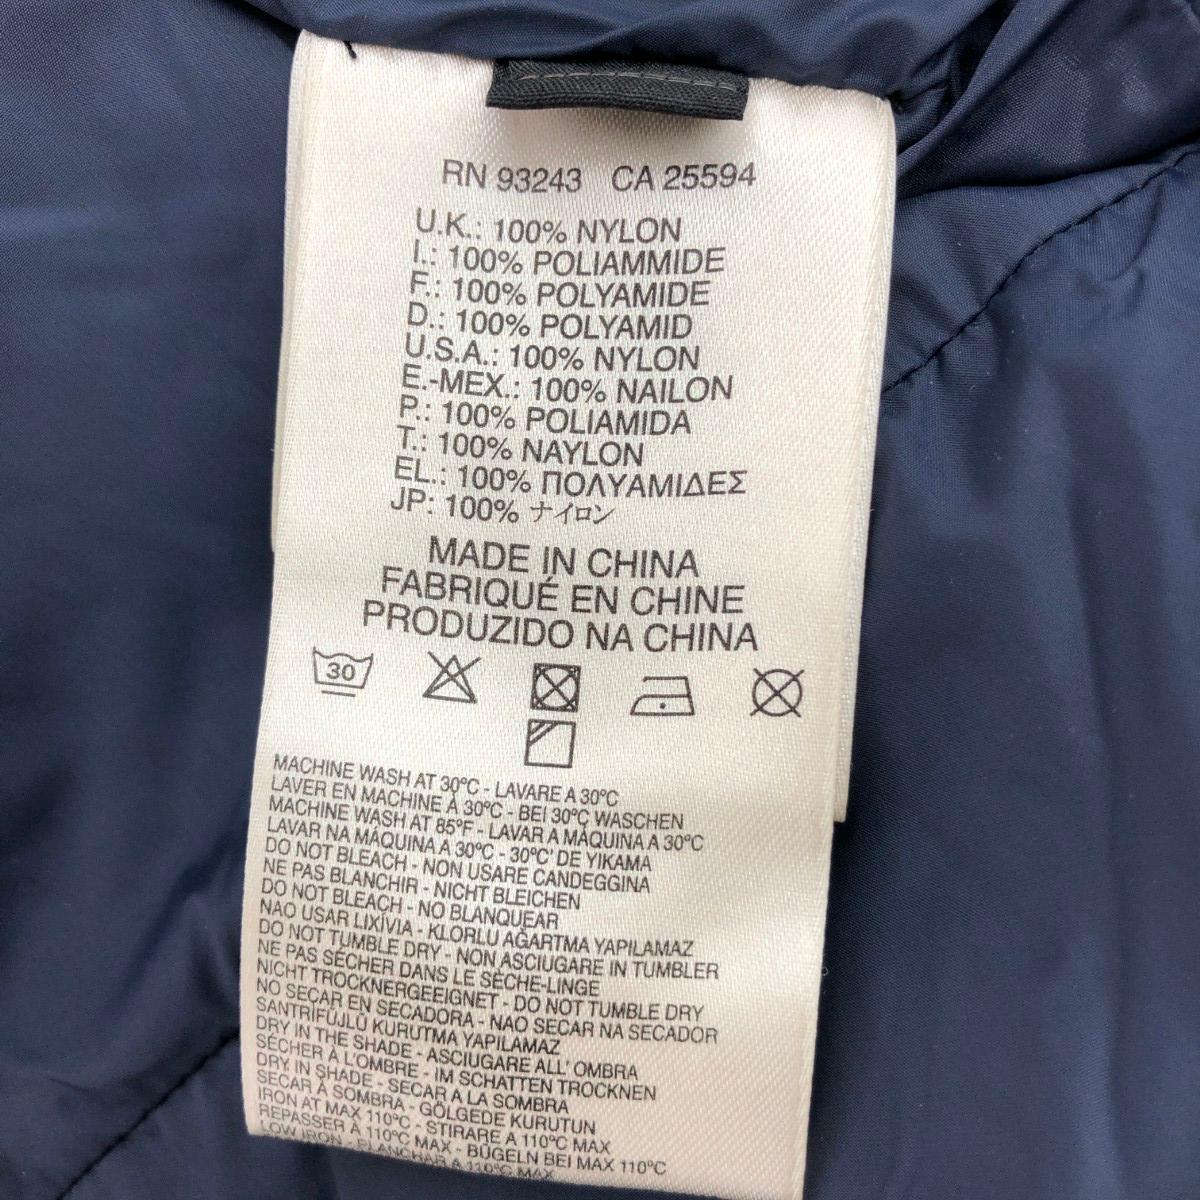 RN 93243 CA 25594
U.K.: 100% NYLON
I.: 100% POLIAMMIDE
F.: 100% POLYAMIDE
D.: 100% POLYAMID
U.S.A.: 100% NYLON
E.-MEX.: 100% NAILON
P.: 100% POLIAMIDA
T.: 100% NAYLON
EL.: 100% ΠΟΛΥΑΜΙΔΕΣ
JP: 100% ナイロン
MADE IN CHINA
FABRIQUÉ EN CHINE
PRODUZIDO NA CHINA
30
MACHINE WASH AT 30°C - LAVARE A 30°C
LAVER EN MACHINE À 30°C - BEI 30°C WASCHEN
MACHINE WASH AT 85°F - LAVAR A MÁQUINA A 30°C
LAVAR NA MÁQUINA A 30°C - 30°C' DE YIKAMA
DO NOT BLEACH - NON USARE CANDEGGINA
NE PAS BLANCHIR - NICHT BLEICHEN
DO NOT BLEACH - NO BLANQUEAR
NAO USAR LIXÍVIA - KLORLU AĞARTMA YAPILAMAZ
DO NOT TUMBLE DRY - NON ASCIUGARE IN TUMBLER
NE PAS SÉCHER DANS LE SÈCHE-LINGE
NICHT TROCKNERGEEIGNET - DO NOT TUMBLE DRY
NO SECAR EN SECADORA - NAO SECAR NA SECADOR
SANTRİFÜJLÜ KURUTMA YAPILAMAZ
DRY IN THE SHADE - ASCIUGARE ALL' OMBRA
SÉCHER À L'OMBRE - IM SCHATTEN TROCKNEN
DRY IN SHADE - SECAR A LA SOMBRA
SECAR À SOMBRA - GÖLGEDE KURUTUN
IRON AT MAX 110°C - STIRARE A 110°C MAX
REPASSER À 110°C MAX - BÜGELN BEI MAX 110°C
LOW IRON - PLANCHAR A 110°C MAX